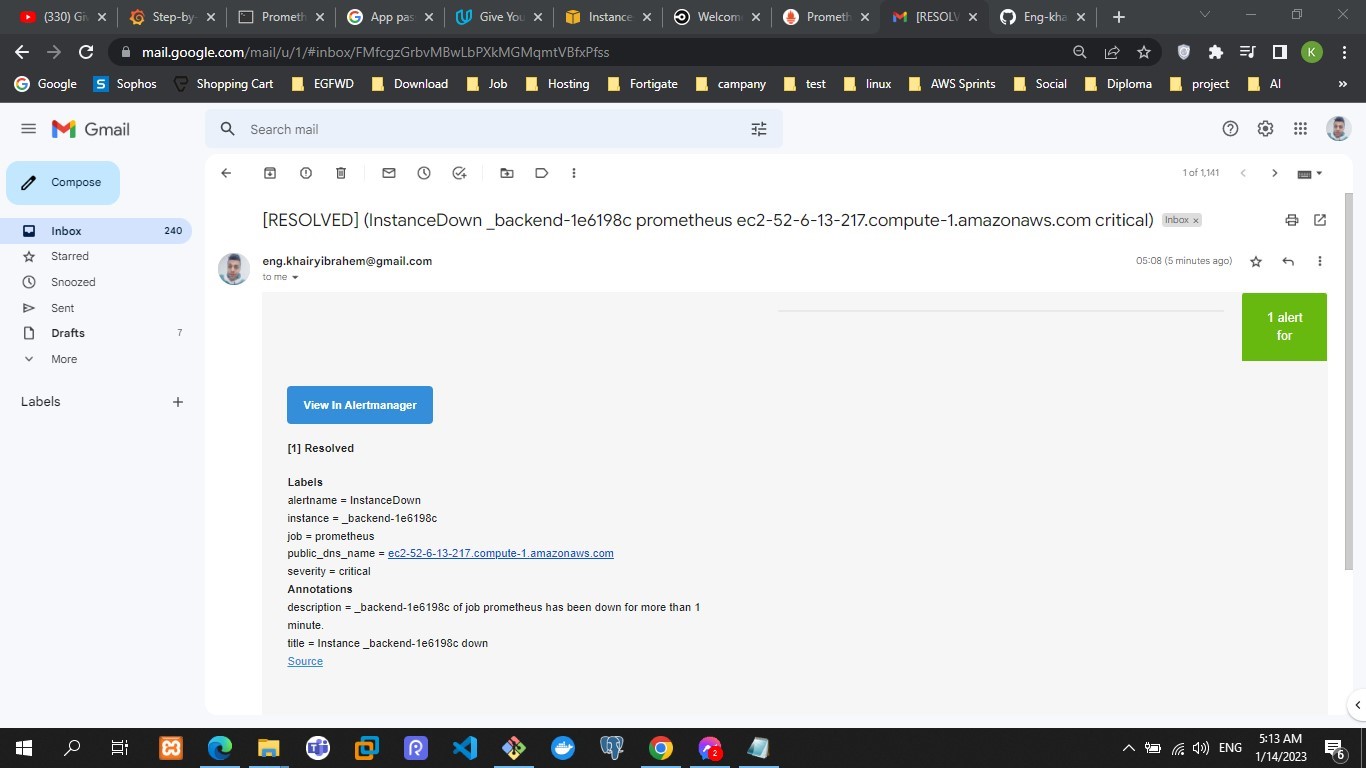 (330) Gi
Step-by-
Prometh
App pas
Give You
Instance
Welcom
Prometh
[RESOLV
Eng-kha
mail.google.com/mail/u/1/#inbox/FMfcgzGrbvMBwLbPXkMGMqmtVBfxPfss
K
Google
Sophos
Shopping Cart
EGFWD
Download
Job
Hosting
Fortigate
campany
test
linux
AWS Sprints
Social
Diploma
project
AI
»
Gmail
Search mail
Compose
1 of 1,141
[RESOLVED] (InstanceDown _backend-1e6198c prometheus ec2-52-6-13-217.compute-1.amazonaws.com critical)
Inbox ×
Inbox 240
Starred
Snoozed
Sent
Drafts 7
More
Labels +
eng.khairyibrahem@gmail.com
05:08 (5 minutes ago)
to me
1 alert
for
View In Alertmanager
[1] Resolved
Labels
alertname = InstanceDown
instance = _backend-1e6198c
job = prometheus
public_dns_name = ec2-52-6-13-217.compute-1.amazonaws.com
severity = critical
Annotations
description = _backend-1e6198c of job prometheus has been down for more than 1
minute.
title = Instance _backend-1e6198c down
Source
2
ENG
5:13 AM
1/14/2023
6